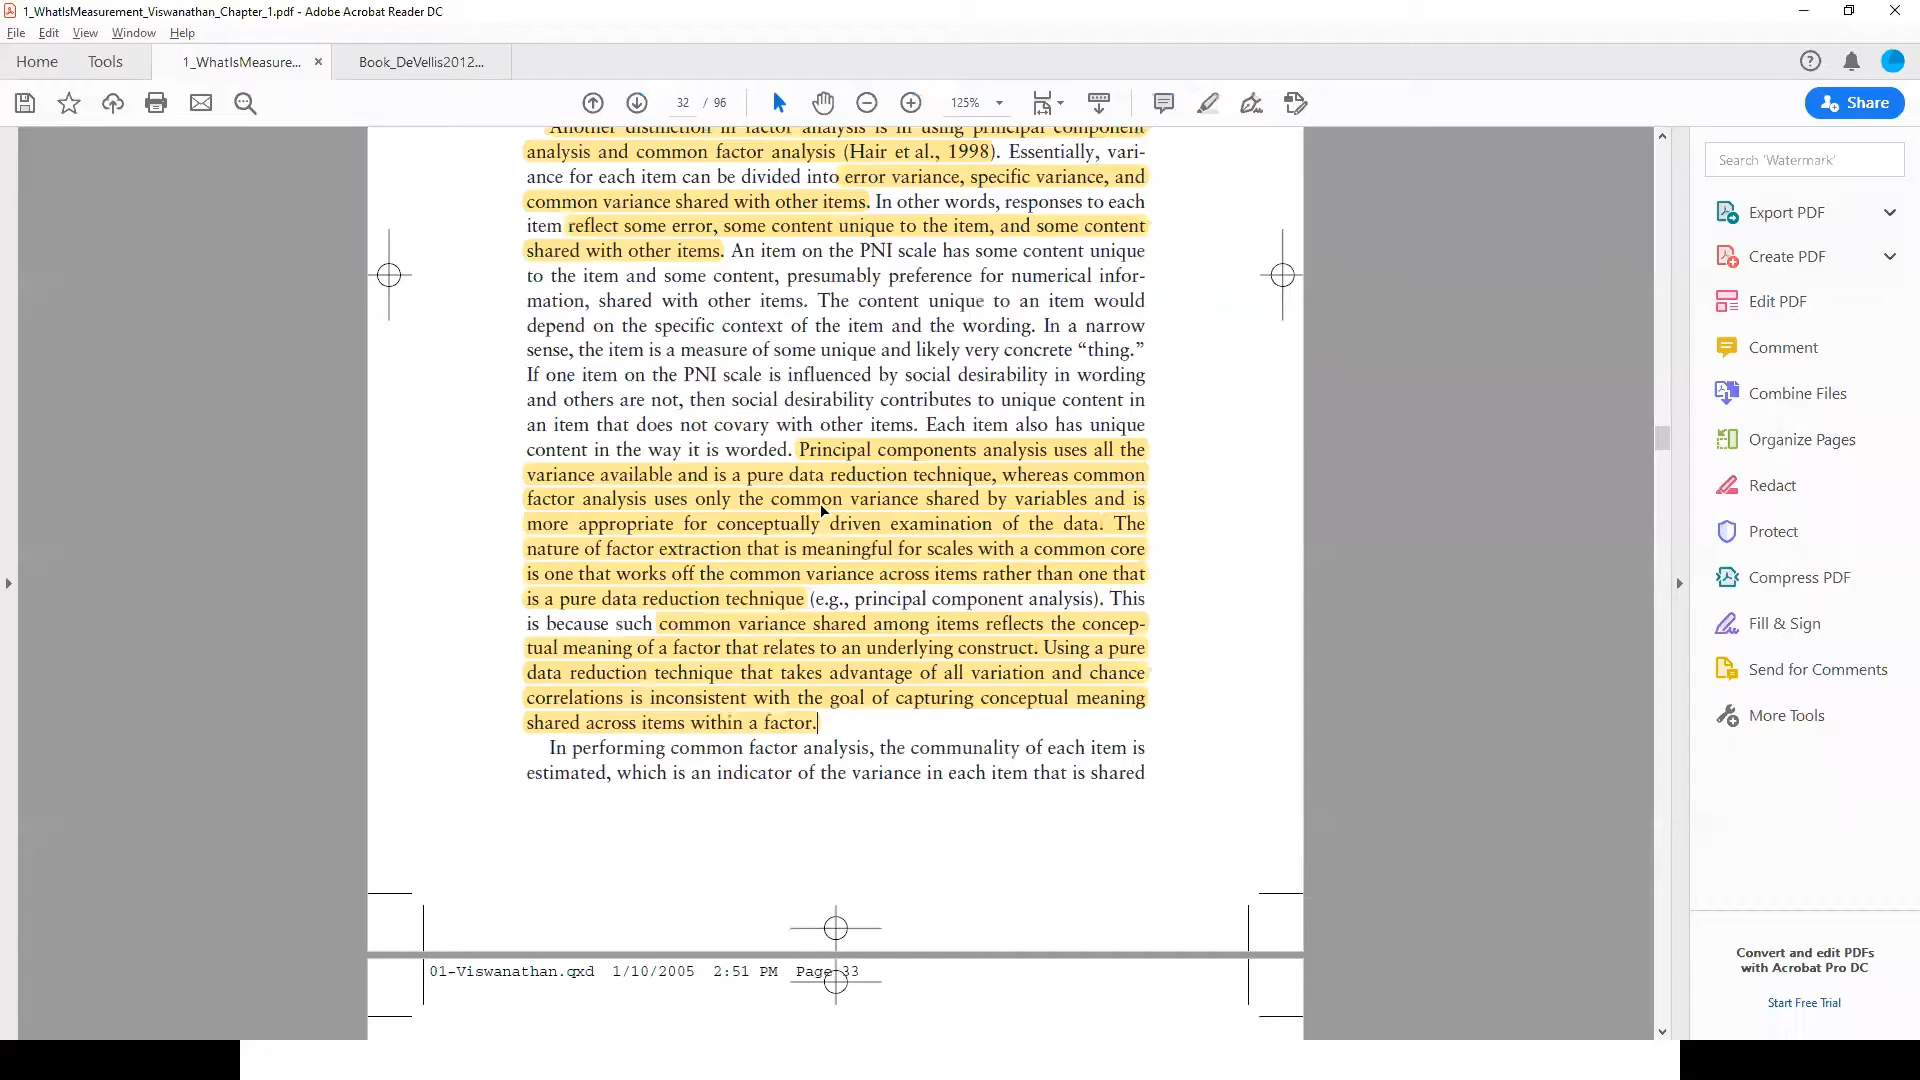 1_WhatIsMeasurement_Viswanathan_Chapter_1.pdf - Adobe Acrobat Reader DC
File Edit View Window Help
Home Tools 1_WhatIsMeasure... × Book_DeVellis2012...
32 / 96 125% Share
Another distinction in factor analysis is in using principal component
analysis and common factor analysis (Hair et al., 1998). Essentially, vari-
ance for each item can be divided into error variance, specific variance, and
common variance shared with other items. In other words, responses to each
item reflect some error, some content unique to the item, and some content
shared with other items. An item on the PNI scale has some content unique
to the item and some content, presumably preference for numerical infor-
mation, shared with other items. The content unique to an item would
depend on the specific context of the item and the wording. In a narrow
sense, the item is a measure of some unique and likely very concrete “thing.”
If one item on the PNI scale is influenced by social desirability in wording
and others are not, then social desirability contributes to unique content in
an item that does not covary with other items. Each item also has unique
content in the way it is worded. Principal components analysis uses all the
variance available and is a pure data reduction technique, whereas common
factor analysis uses only the common variance shared by variables and is
more appropriate for conceptually driven examination of the data. The
nature of factor extraction that is meaningful for scales with a common core
is one that works off the common variance across items rather than one that
is a pure data reduction technique (e.g., principal component analysis). This
is because such common variance shared among items reflects the concep-
tual meaning of a factor that relates to an underlying construct. Using a pure
data reduction technique that takes advantage of all variation and chance
correlations is inconsistent with the goal of capturing conceptual meaning
shared across items within a factor.
In performing common factor analysis, the communality of each item is
estimated, which is an indicator of the variance in each item that is shared
01-Viswanathan.qxd 1/10/2005 2:51 PM Page 33
Search 'Watermark'
Export PDF
Create PDF
Edit PDF
Comment
Combine Files
Organize Pages
Redact
Protect
Compress PDF
Fill & Sign
Send for Comments
More Tools
Convert and edit PDFs
with Acrobat Pro DC
Start Free Trial